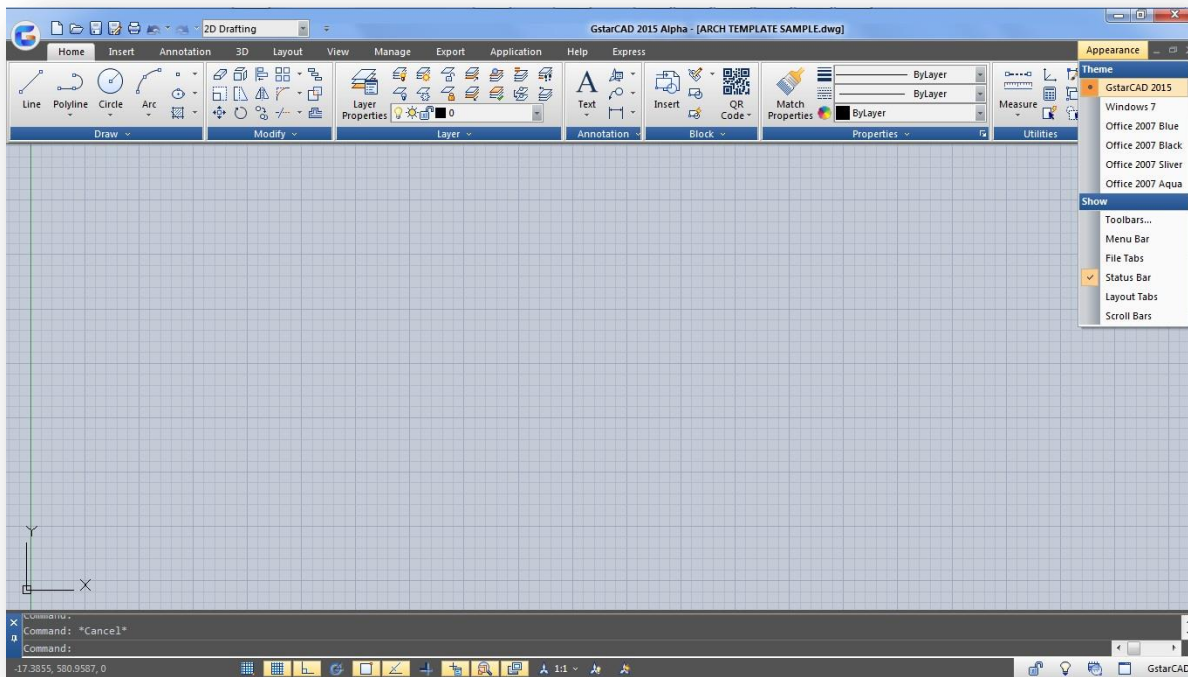 2D Drafting
GstarCAD 2015 Alpha - [ARCH TEMPLATE SAMPLE.dwg]
Home Insert Annotation 3D Layout View Manage Export Application Help Express Appearance
Line Polyline Circle Arc
Draw
Modify
Layer
Properties
0
Layer
Text
Annotation
Insert
QR
Code
Block
Match
Properties
ByLayer
ByLayer
ByLayer
Properties
Measure
Utilities
Theme
GstarCAD 2015
Windows 7
Office 2007 Blue
Office 2007 Black
Office 2007 Sliver
Office 2007 Aqua
Show
Toolbars...
Menu Bar
File Tabs
Status Bar
Layout Tabs
Scroll Bars
Y
X
Command:
Command: *Cancel*
Command:
-17.3855, 580.9587, 0
1:1
GstarCAD